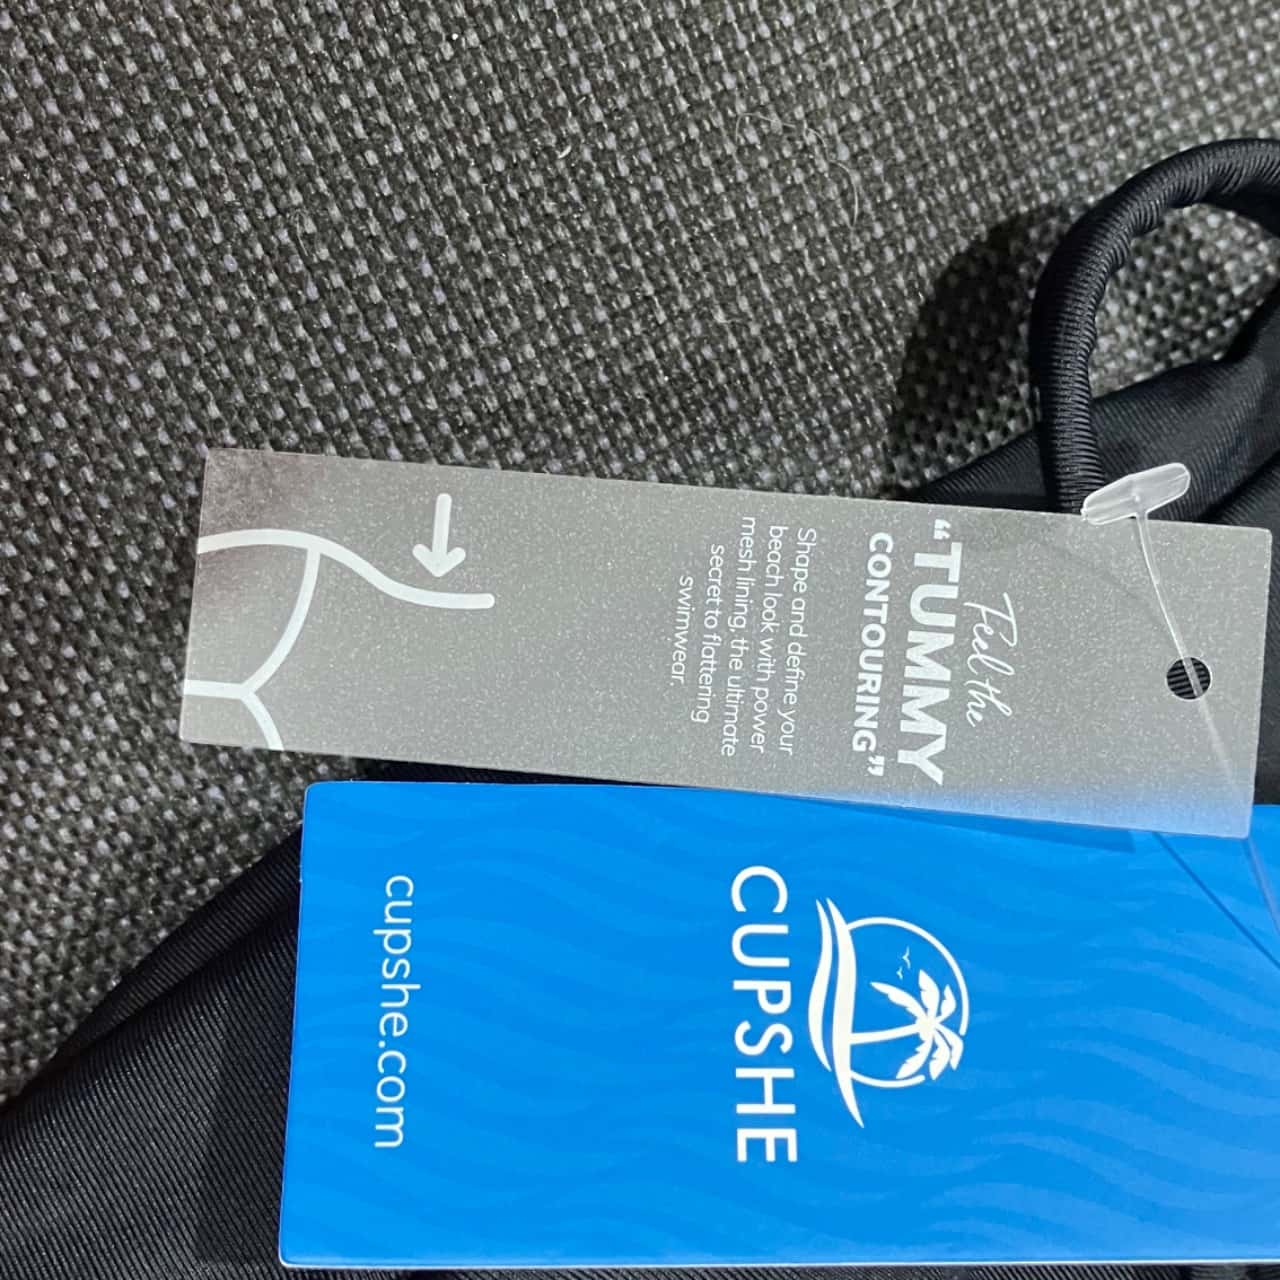 Feel the
“TUMMY
CONTOURING”
Shape and define your
beach look with power
mesh lining, the ultimate
secret to flattering
swimwear.
CUPSHE
cupshe.com